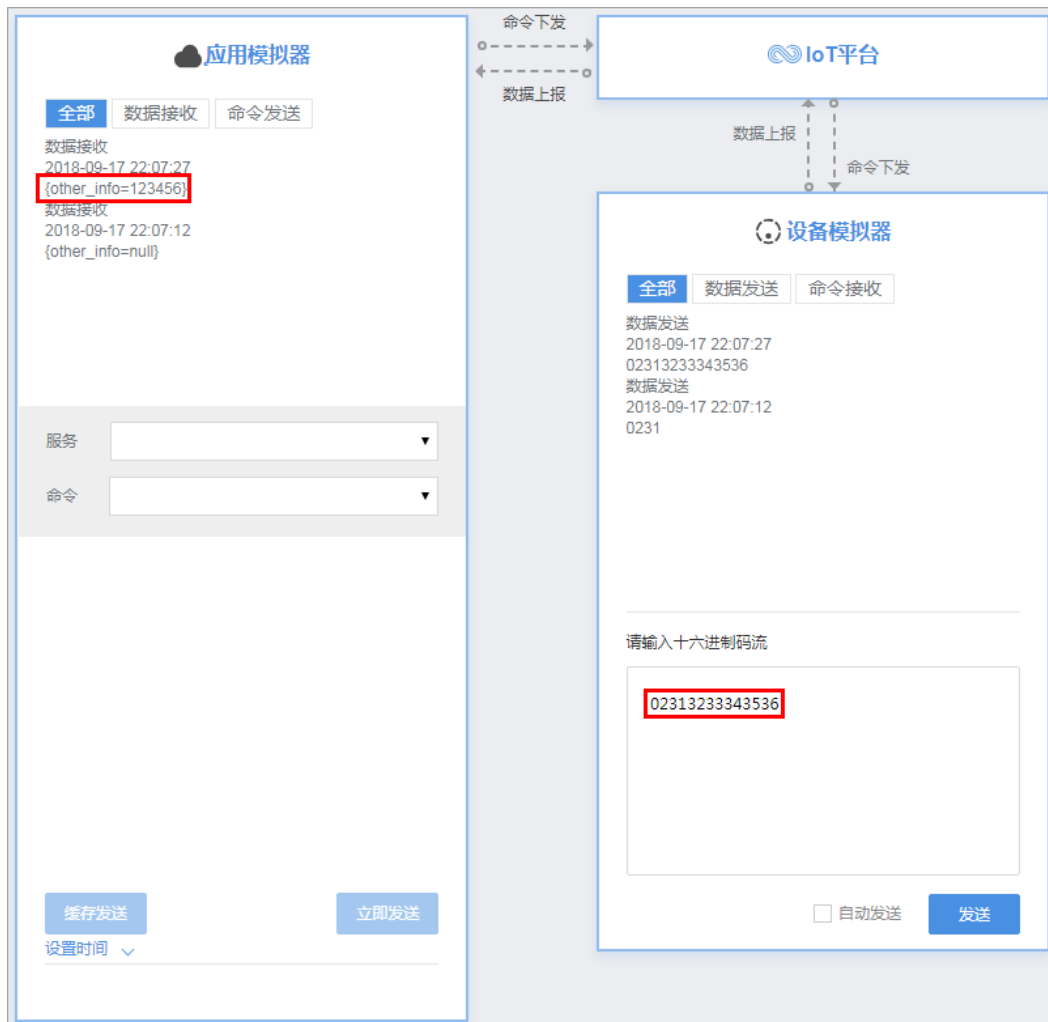 应用模拟器
全部 数据接收 命令发送
数据接收
2018-09-17 22:07:27
{other_info=123456}
数据接收
2018-09-17 22:07:12
{other_info=null}
服务
命令
缓存发送 立即发送
设置时间
命令下发
数据上报
IoT平台
数据上报
命令下发
设备模拟器
全部 数据发送 命令接收
数据发送
2018-09-17 22:07:27
02313233343536
数据发送
2018-09-17 22:07:12
0231
请输入十六进制码流
02313233343536
自动发送 发送